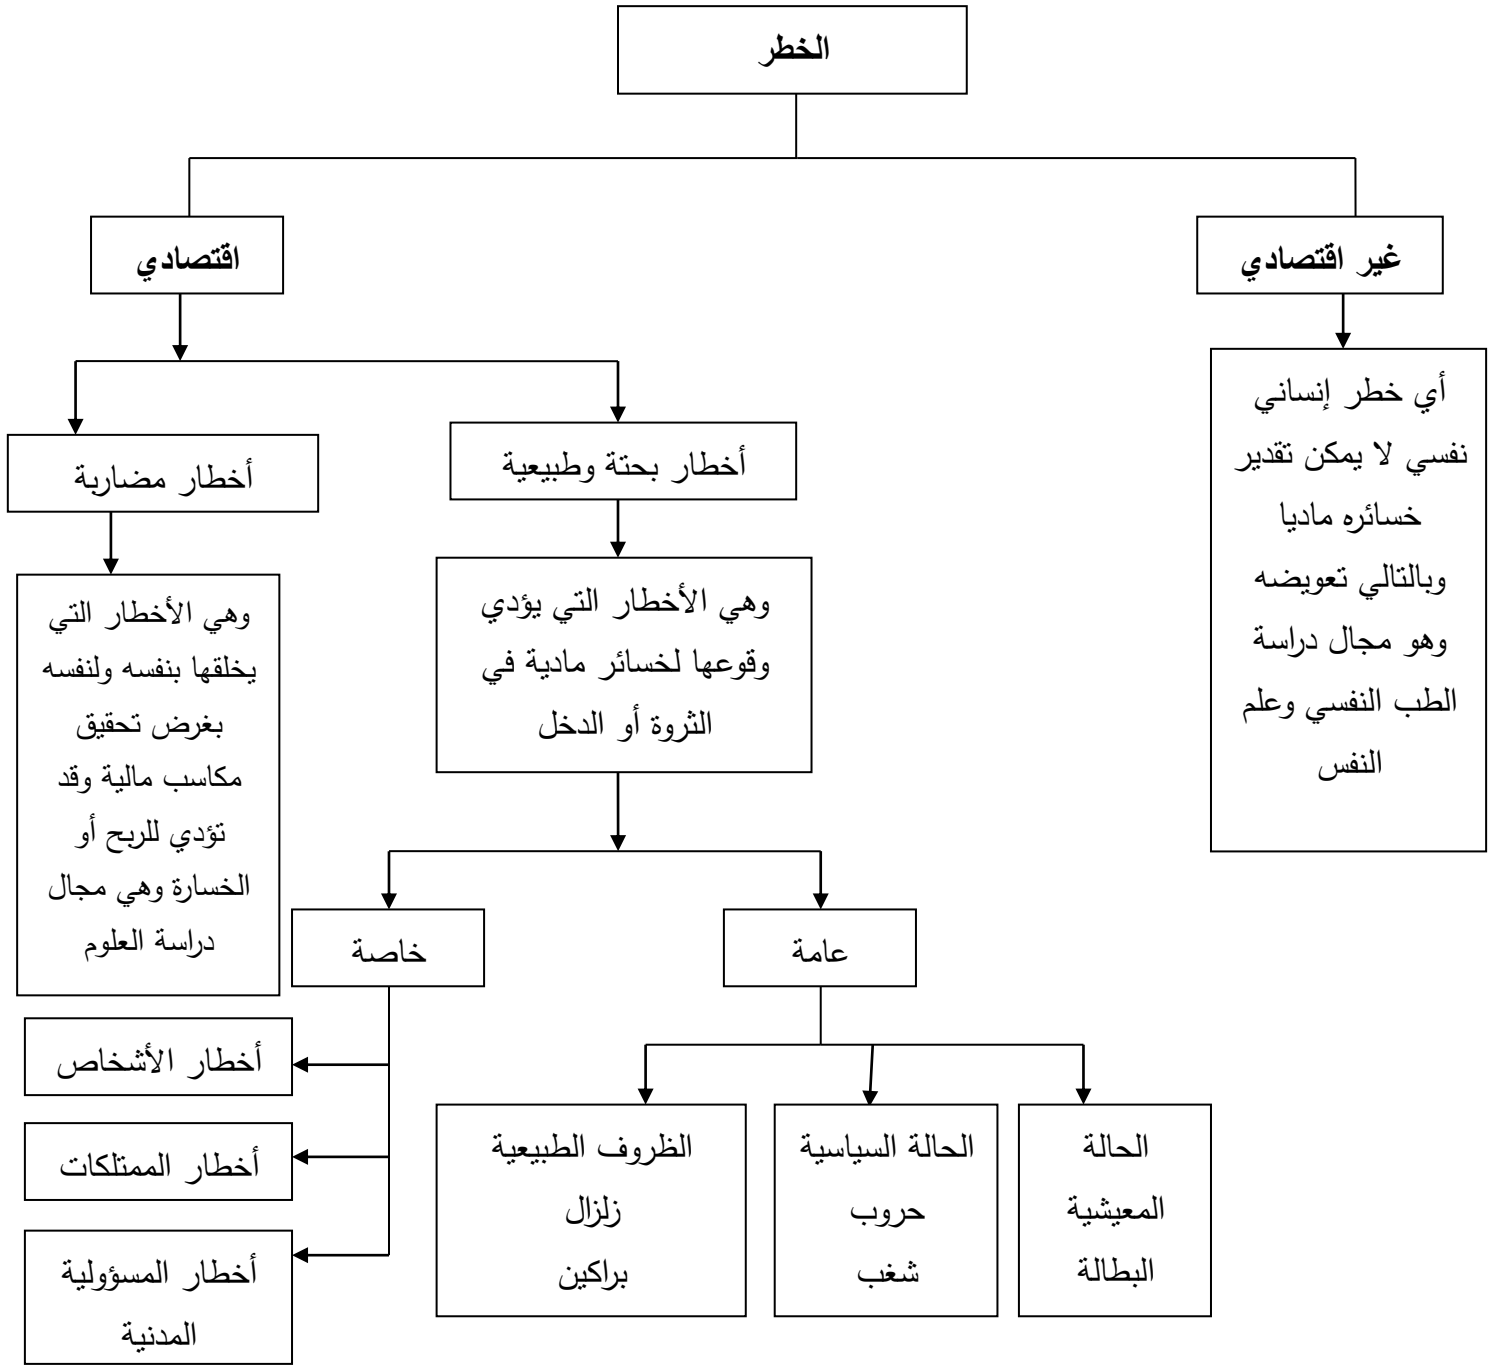 الخطر
غير اقتصادي
اقتصادي
أي خطر إنساني
نفسي لا يمكن تقدير
خسائره ماديا
وبالتالي تعويضه
وهو مجال دراسة
الطب النفسي وعلم
النفس
أخطار بحتة وطبيعية
أخطار مضاربة
وهي الأخطار التي يؤدي
وقوعها لخسائر مادية في
الثروة أو الدخل
وهي الأخطار التي
يخلقها بنفسه ولنفسه
بغرض تحقيق
مكاسب مالية وقد
تؤدي للربح أو
الخسارة وهي مجال
دراسة العلوم
عامة
خاصة
الحالة
المعيشية
البطالة
الحالة السياسية
حروب
شغب
الظروف الطبيعية
زلزال
براكين
أخطار الأشخاص
أخطار الممتلكات
أخطار المسؤولية
المدنية